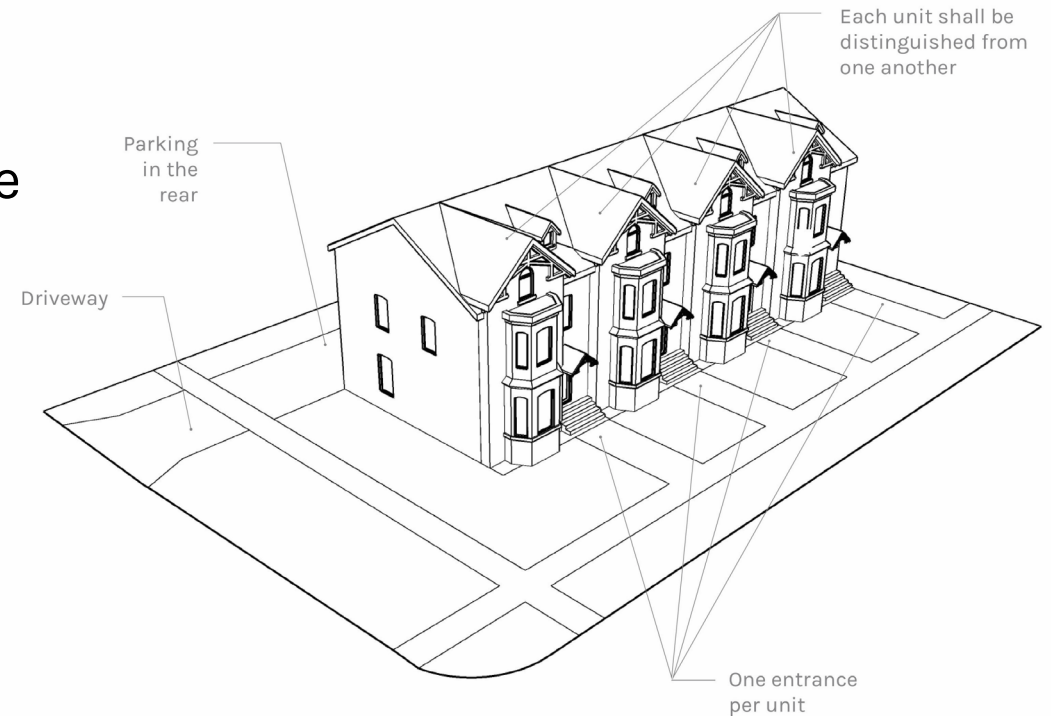 Each unit shall be
distinguished from
one another
Parking
in the
rear
e
Driveway
One entrance
per unit